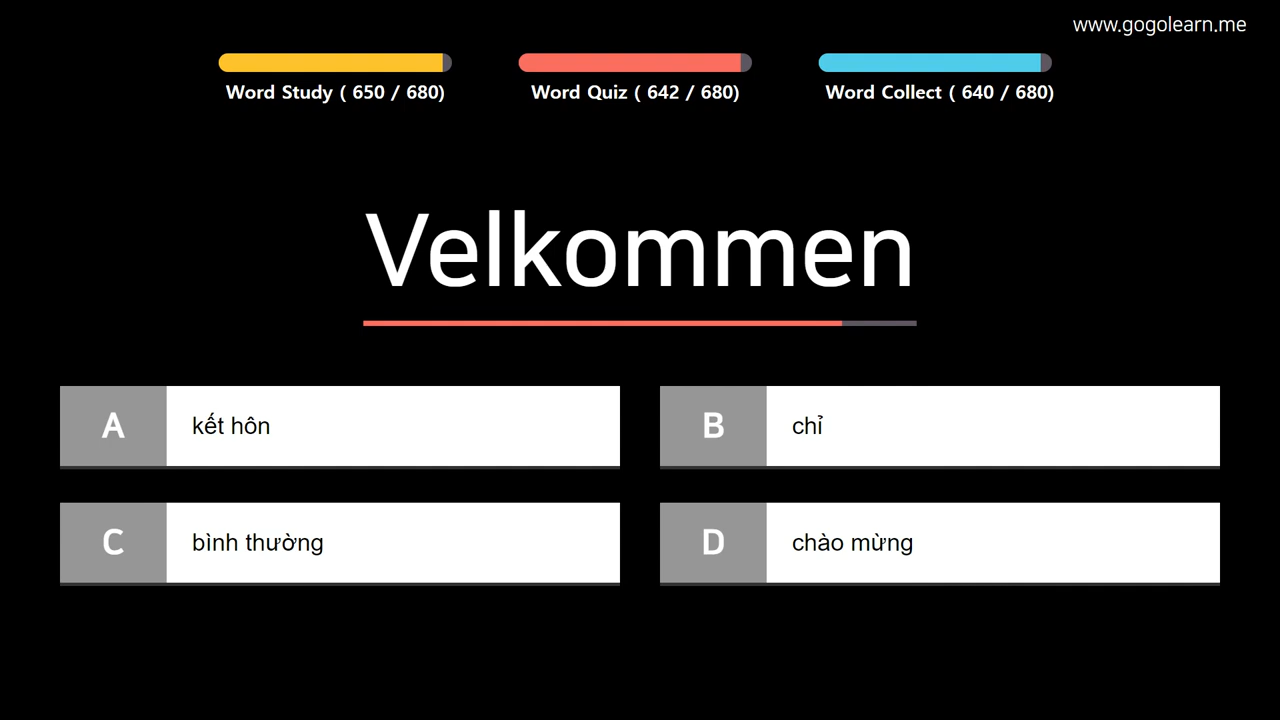 www.gogolearn.me
Word Study ( 650 / 680)
Word Quiz ( 642 / 680)
Word Collect ( 640 / 680)
Velkommen
A kết hôn
B chỉ
C bình thường
D chào mừng